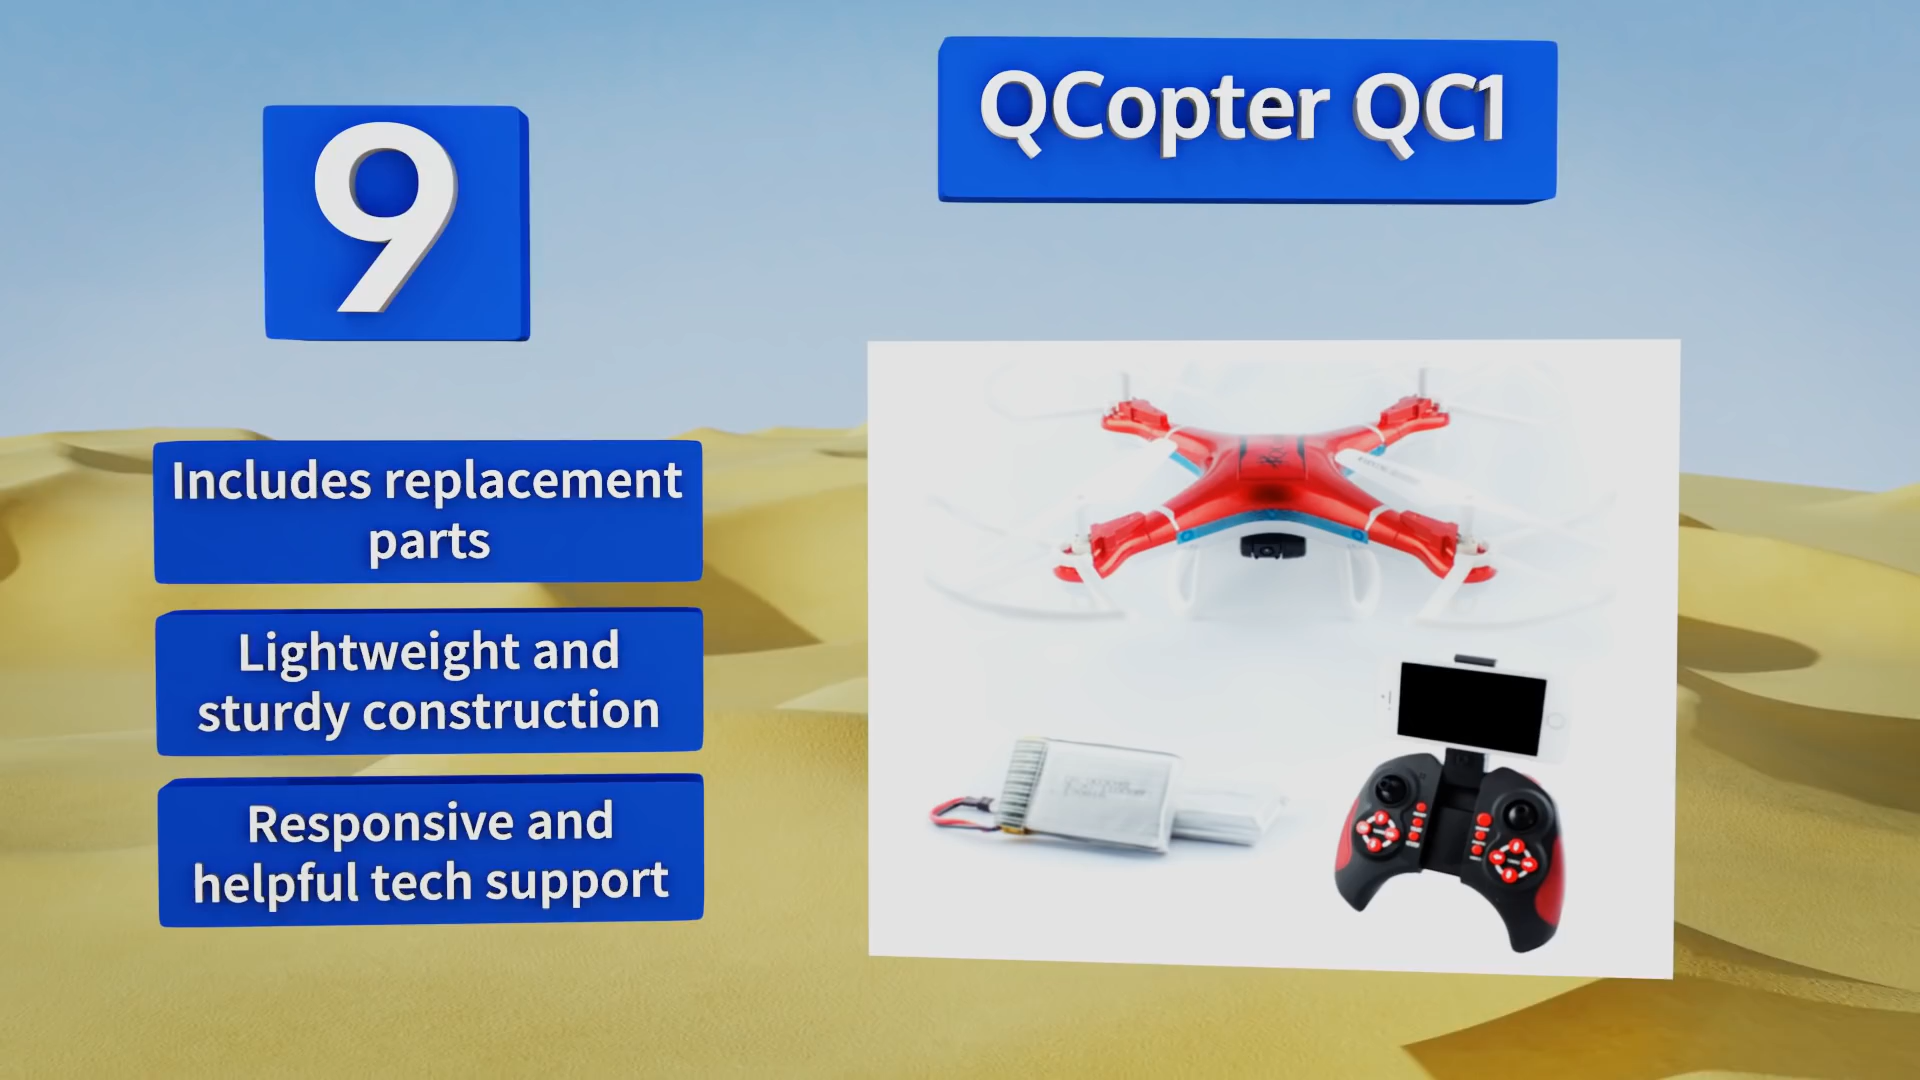 9
QCopter QC1
Includes replacement
parts
Lightweight and
sturdy construction
Responsive and
helpful tech support